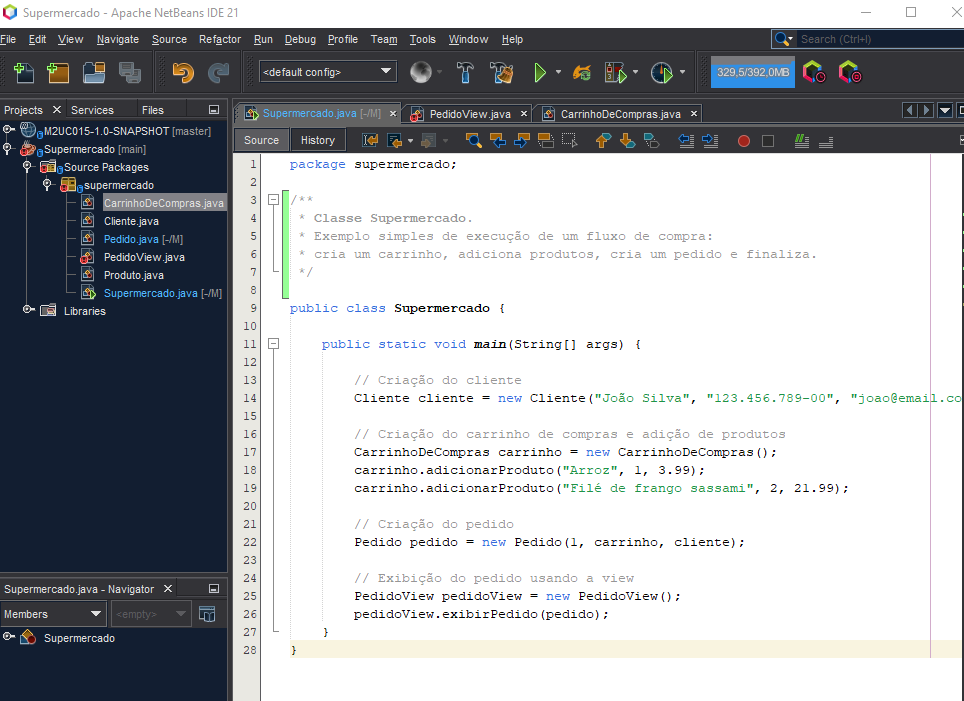 Supermercado - Apache NetBeans IDE 21
File Edit View Navigate Source Refactor Run Debug Profile Team Tools Window Help
Search (Ctrl+I)
<default config>
329,5/392,0MB
Projects Services Files
M2UC015-1.0-SNAPSHOT [master]
Supermercado [main]
Source Packages
supermercado
CarrinhoDeCompras.java
Cliente.java
Pedido.java [-/M]
PedidoView.java
Produto.java
Supermercado.java [-/M]
Libraries
Supermercado.java - Navigator
Members <empty>
Supermercado
Supermercado.java [-/M] PedidoView.java CarrinhoDeCompras.java
Source History
1 package supermercado;
2
3 /**
4 * Classe Supermercado.
5 * Exemplo simples de execução de um fluxo de compra:
6 * cria um carrinho, adiciona produtos, cria um pedido e finaliza.
7 */
8
9 public class Supermercado {
10
11 public static void main(String[] args) {
12
13 // Criação do cliente
14 Cliente cliente = new Cliente("João Silva", "123.456.789-00", "joao@email.co
15
16 // Criação do carrinho de compras e adição de produtos
17 CarrinhoDeCompras carrinho = new CarrinhoDeCompras();
18 carrinho.adicionarProduto("Arroz", 1, 3.99);
19 carrinho.adicionarProduto("Filé de frango sassami", 2, 21.99);
20
21 // Criação do pedido
22 Pedido pedido = new Pedido(1, carrinho, cliente);
23
24 // Exibição do pedido usando a view
25 PedidoView pedidoView = new PedidoView();
26 pedidoView.exibirPedido(pedido);
27 }
28 }